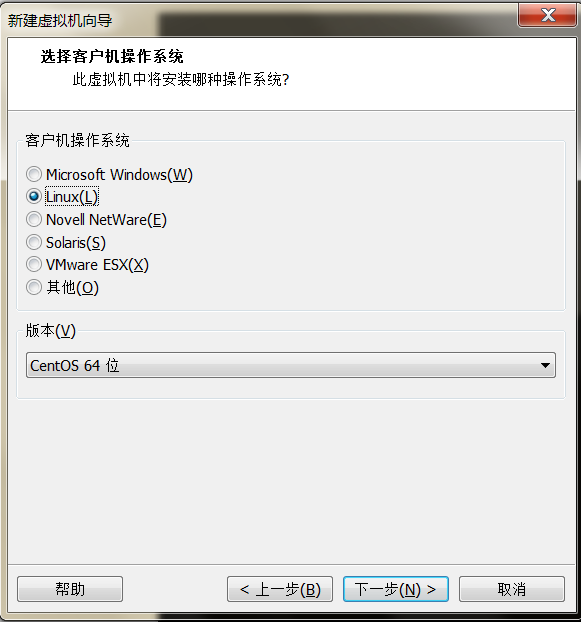 新建虚拟机向导
选择客户机操作系统
此虚拟机中将安装哪种操作系统?
客户机操作系统
Microsoft Windows(W)
Linux(L)
Novell NetWare(E)
Solaris(S)
VMware ESX(X)
其他(O)
版本(V)
CentOS 64 位
帮助
< 上一步(B)
下一步(N) >
取消